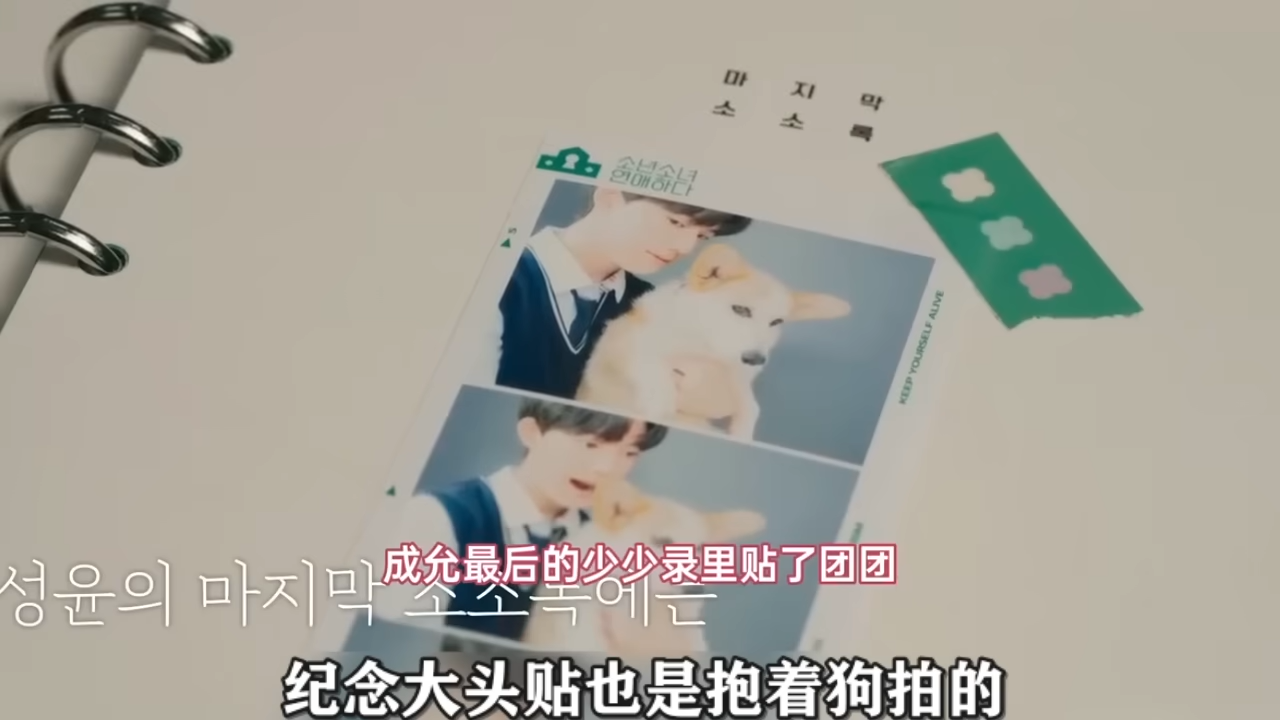 마 지 막
소 소 록
소년소녀
연애하다
KEEP YOURSELF ALIVE
성윤의 마지막 소소록에는
成允最后的少少录里贴了团团
纪念大头贴也是抱着狗拍的